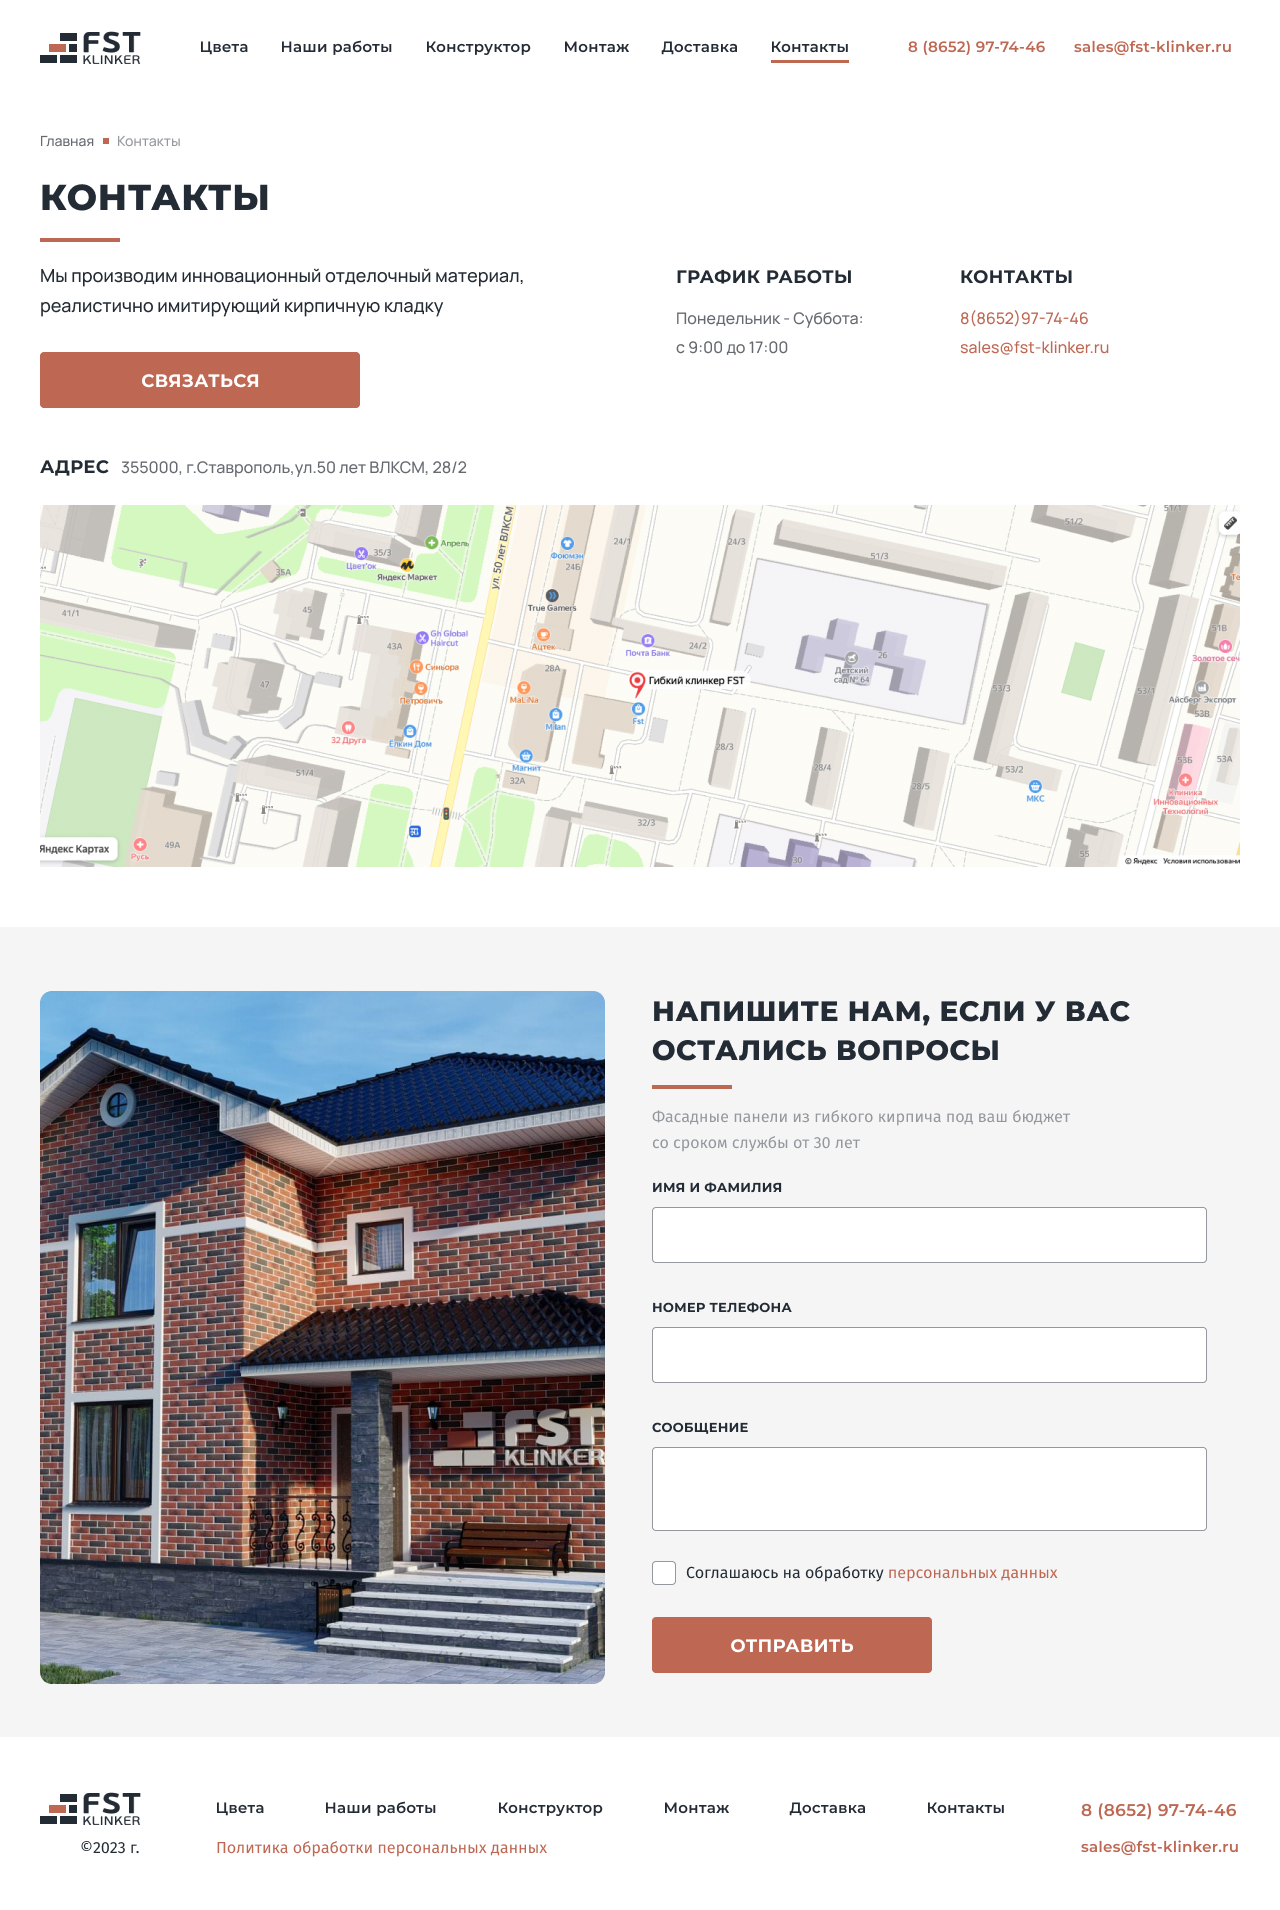 FST
KLINKER
Цвета Наши работы Конструктор Монтаж Доставка Контакты 8 (8652) 97-74-46 sales@fst-klinker.ru
Главная Контакты
КОНТАКТЫ
Мы производим инновационный отделочный материал,
реалистично имитирующий кирпичную кладку
СВЯЗАТЬСЯ
ГРАФИК РАБОТЫ
Понедельник - Суббота:
с 9:00 до 17:00
КОНТАКТЫ
8(8652)97-74-46
sales@fst-klinker.ru
АДРЕС 355000, г.Ставрополь,ул.50 лет ВЛКСМ, 28/2
ул. 50 лет ВЛКСМ
51/1
51/2
24/1
24/3
51/3
Апрель
35/3
Цвет'ок
35А
Яндекс Маркет
Фоюмэн
24Б
True Gamers
41/1
45
43А
Gh Global
Haircut
Ацтек
Почта Банк
24/2
26
Детский
сад № 64
51В
Золотое сеч
Синьора
28А
47
Петровичъ
MaLiNa
Гибкий клинкер FST
53/3
53/1
Айсберг Экспорт
53В
Milan
Fst
32 Друга
Ёлкин Дом
28/3
Магнит
32А
51/4
28/4
28/5
53/2
МКС
53Б
53А
Клиника
Инновационных
Технологий
32/3
49А
Русь
30
55
Яндекс Картах
© Яндекс Условия использовани
НАПИШИТЕ НАМ, ЕСЛИ У ВАС
ОСТАЛИСЬ ВОПРОСЫ
Фасадные панели из гибкого кирпича под ваш бюджет
со сроком службы от 30 лет
ИМЯ И ФАМИЛИЯ
НОМЕР ТЕЛЕФОНА
СООБЩЕНИЕ
Соглашаюсь на обработку персональных данных
ОТПРАВИТЬ
FST
KLINKER
FST
KLINKER
©2023 г.
Цвета Наши работы Конструктор Монтаж Доставка Контакты
Политика обработки персональных данных
8 (8652) 97-74-46
sales@fst-klinker.ru